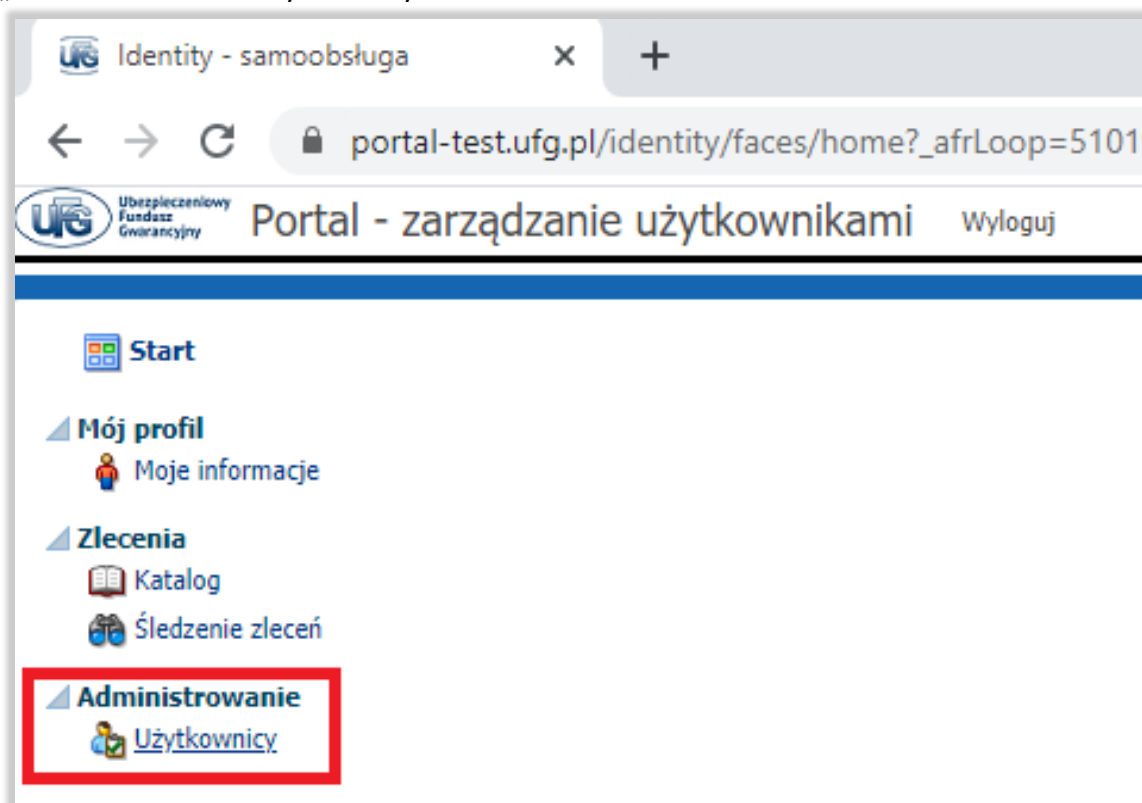 Identity - samoobsługa
portal-test.ufg.pl/identity/faces/home?_afrLoop=5101
UFG Ubezpieczeniowy Fundusz Gwarancyjny Portal - zarządzanie użytkownikami Wyloguj
Start
Mój profil
Moje informacje
Zlecenia
Katalog
Śledzenie zleceń
Administrowanie
Użytkownicy